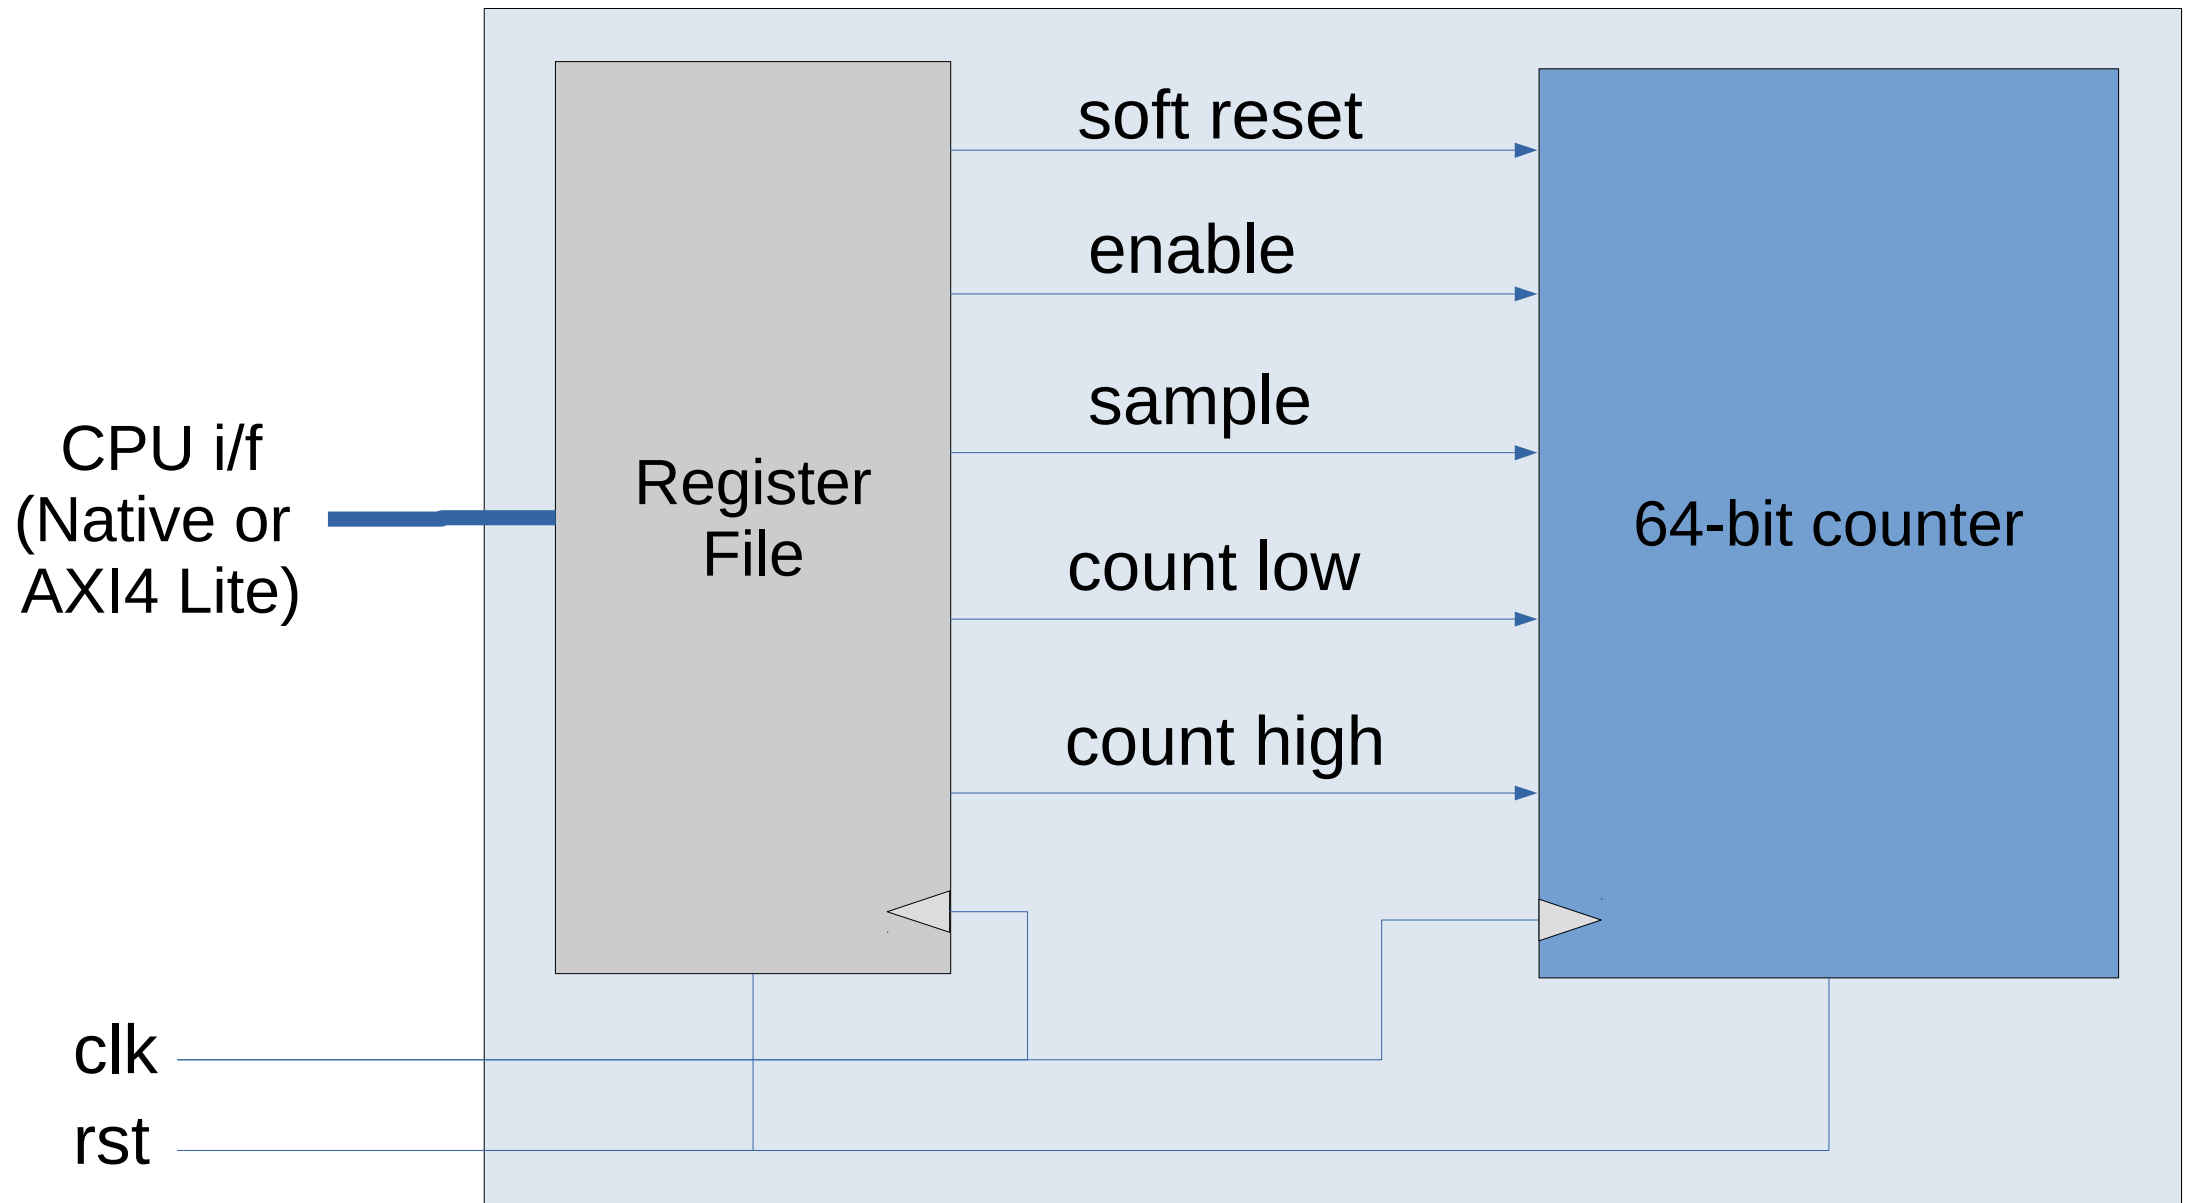 soft reset
enable
sample
count low
count high
CPU i/f
(Native or
AXI4 Lite)
Register
File
64-bit counter
clk
rst